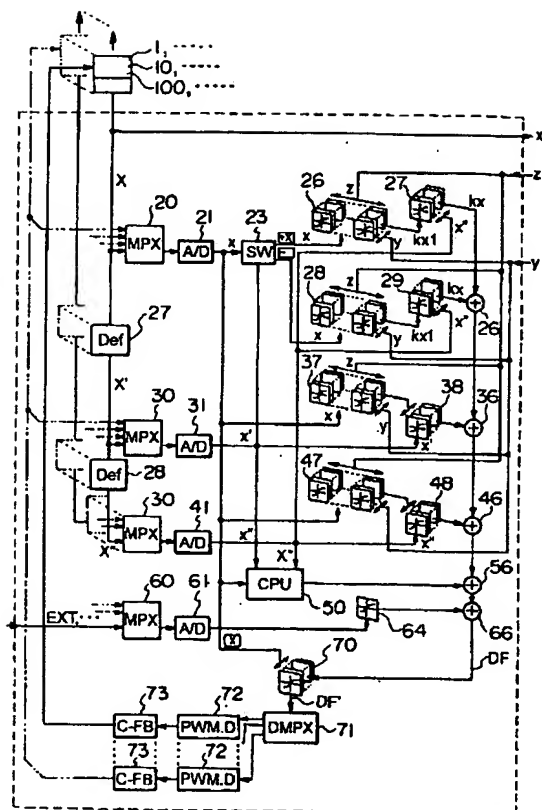 1, ......
10, ......
100, ......
x
z
y
X
20
MPX
21
A/D
x
23
SW
+X
-
x
26
z
27
kx
kx1
x"
y
28
z
29
kx
26
x
kx1
x"
y
27
Def
X'
37
z
38
36
x
y
x'
30
MPX
31
A/D
x'
28
Def
47
z
48
46
x"
30
MPX
X"
41
A/D
x"
X"
CPU
50
56
EXT,...
60
MPX
61
A/D
64
66
DF
X
70
DF
DMPX
71
73
C-FB
72
PWM.D
73
C-FB
72
PWM.D